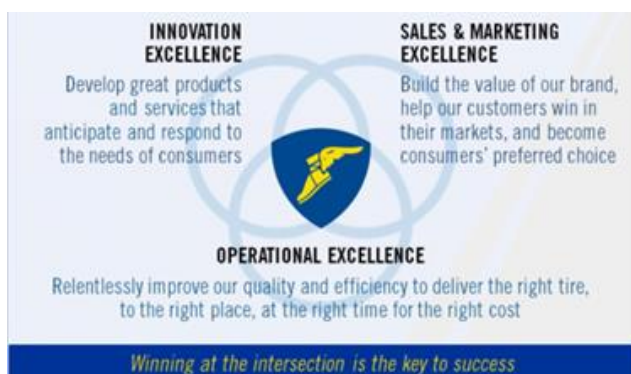 INNOVATION
EXCELLENCE
Develop great products
and services that
anticipate and respond to
the needs of consumers
SALES & MARKETING
EXCELLENCE
Build the value of our brand,
help our customers win in
their markets, and become
consumers' preferred choice
OPERATIONAL EXCELLENCE
Relentlessly improve our quality and efficiency to deliver the right tire,
to the right place, at the right time for the right cost
Winning at the intersection is the key to success